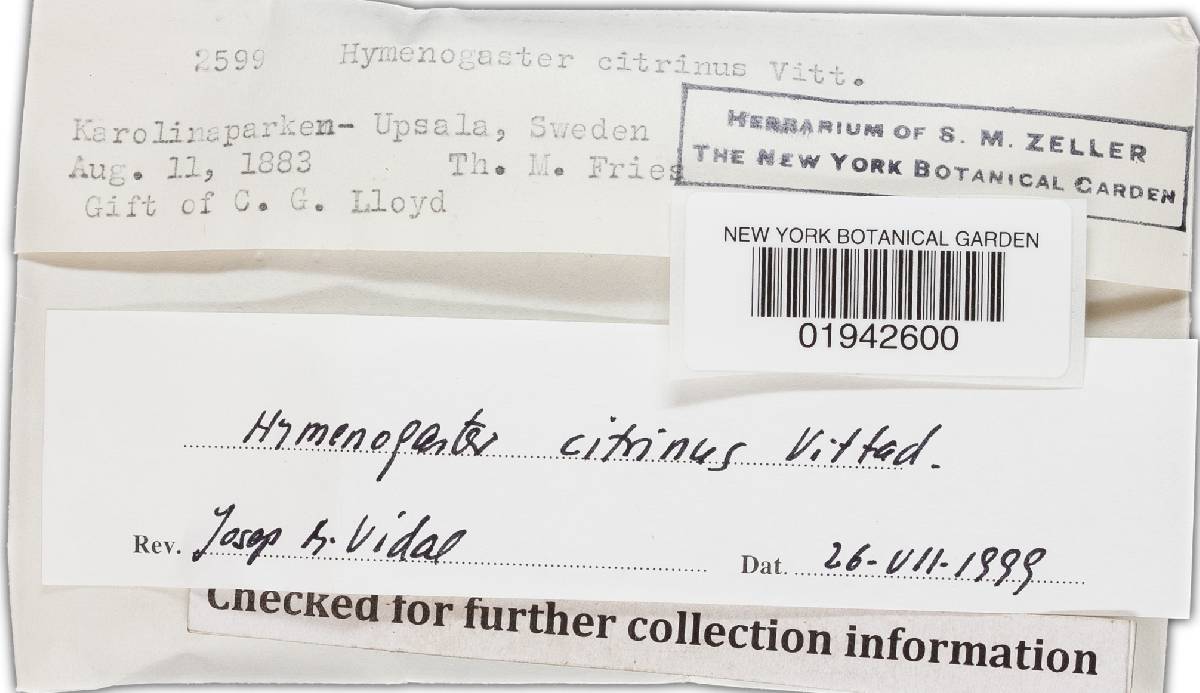 2599 Hymenogaster citrinus Vitt.
Karolinaparken- Upsala, Sweden
Aug. 11, 1883 Th. M. Fries
Gift of C. G. Lloyd
HERBARIUM OF S. M. ZELLER
THE NEW YORK BOTANICAL GARDEN
NEW YORK BOTANICAL GARDEN
01942600
Hymenogaster citrinus Vittad.
Rev. Josep M. Vidal Dat. 26-VII-1999
Checked for further collection information